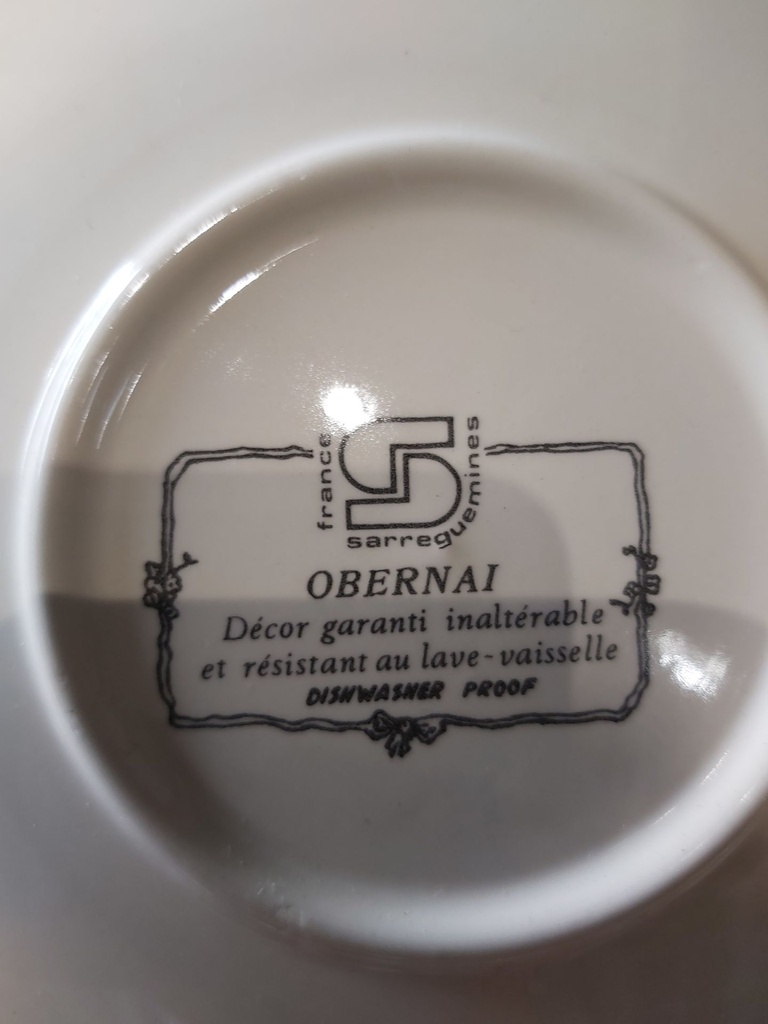 france
sarreguemines
OBERNAI
Décor garanti inaltérable
et résistant au lave-vaisselle
DISHWASHER PROOF